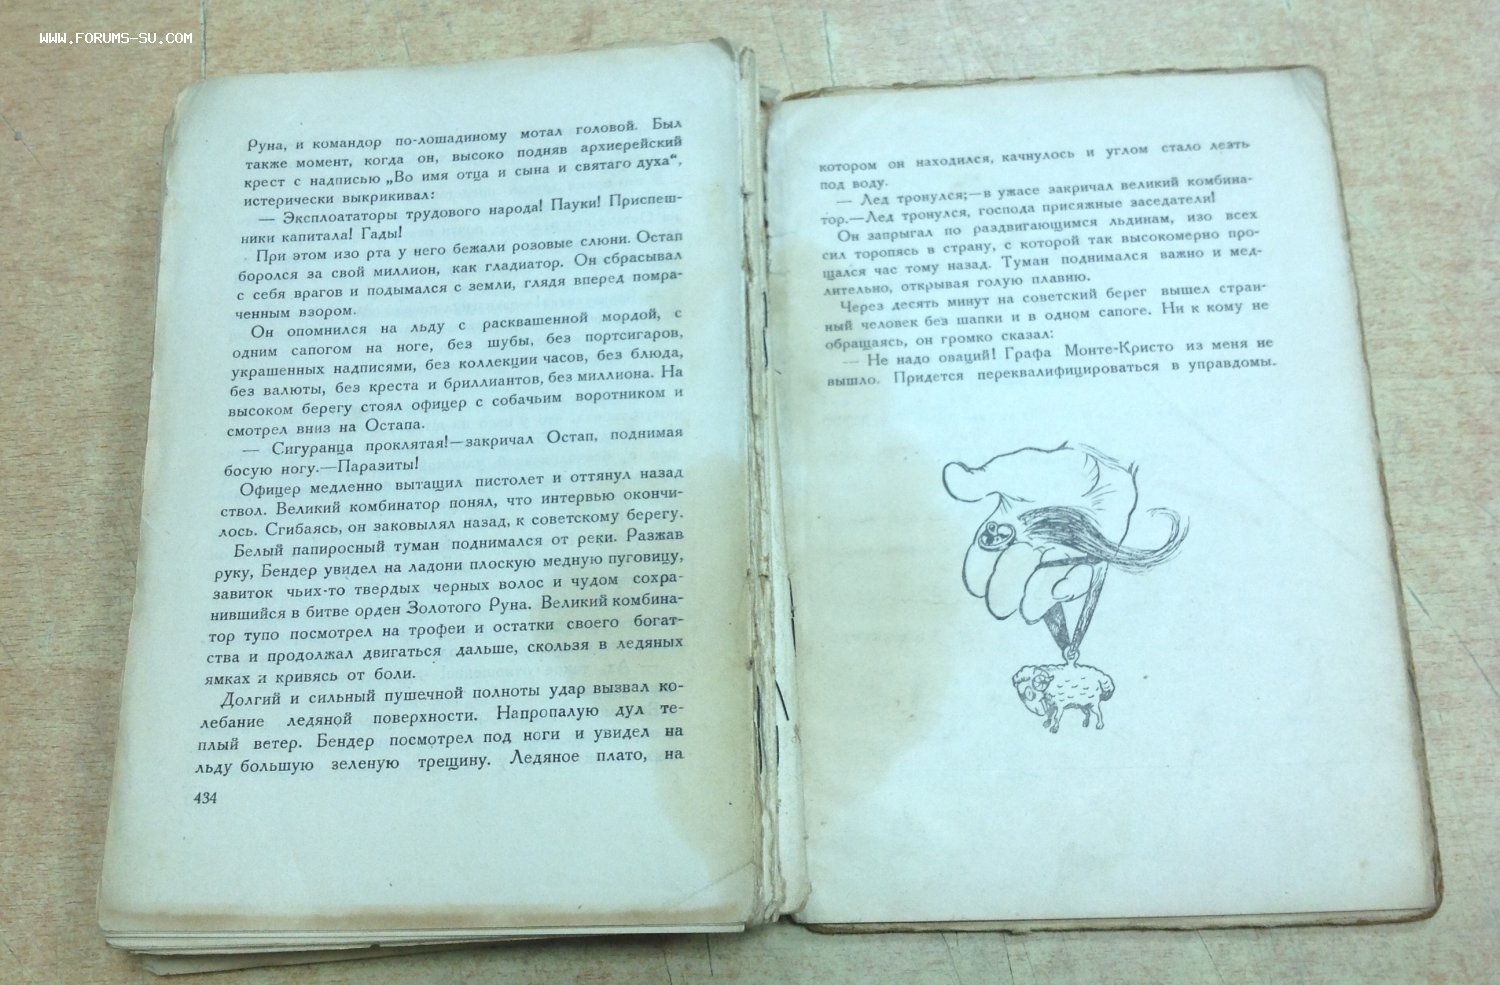 WWW.FORUMS-SU.COM
Руна, и командор по-лошадиному мотал головой. Был
также момент, когда он, высоко подняв архиерейский
крест с надписью „Во имя отца и сына и святаго духа“,
истерически выкрикивал:
— Эксплоататоры трудового народа! Пауки! Приспеш-
ники капитала! Гады!
При этом изо рта у него бежали розовые слюни. Остап
боролся за свой миллион, как гладиатор. Он сбрасывал
с себя врагов и подымался с земли, глядя вперед помра-
ченным взором.
Он опомнился на льду с расквашенной мордой, с
одним сапогом на ноге, без шубы, без портсигаров,
украшенных надписями, без коллекции часов, без блюда,
без валюты, без креста и бриллиантов, без миллиона. На
высоком берегу стоял офицер с собачьим воротником и
смотрел вниз на Остапа.
— Сигуранца проклятая!—закричал Остап, поднимая
босую ногу.—Паразиты!
Офицер медленно вытащил пистолет и оттянул назад
ствол. Великий комбинатор понял, что интервью окончи-
лось. Сгибаясь, он заковылял назад, к советскому берегу.
Белый папиросный туман поднимался от реки. Разжав
руку, Бендер увидел на ладони плоскую медную пуговицу,
завиток чьих-то твердых черных волос и чудом сохра-
нившийся в битве орден Золотого Руна. Великий комбина-
тор тупо посмотрел на трофеи и остатки своего богат-
ства и продолжал двигаться дальше, скользя в ледяных
ямках и кривясь от боли.
Долгий и сильный пушечной полноты удар вызвал ко-
лебание ледяной поверхности. Напропалую дул те-
плый ветер. Бендер посмотрел под ноги и увидел на
льду большую зеленую трещину. Ледяное плато, на
434
котором он находился, качнулось и углом стало лезть
под воду.
— Лед тронулся;—в ужасе закричал великий комбина-
тор.—Лед тронулся, господа присяжные заседатели!
Он запрыгал по раздвигающимся льдинам, изо всех
сил торопясь в страну, с которой так высокомерно про-
щался час тому назад. Туман поднимался важно и мед-
лительно, открывая голую плавню.
Через десять минут на советский берег вышел стран-
ный человек без шапки и в одном сапоге. Ни к кому не
обращаясь, он громко сказал:
— Не надо оваций! Графа Монте-Кристо из меня не
вышло. Придется переквалифицироваться в управдомы.